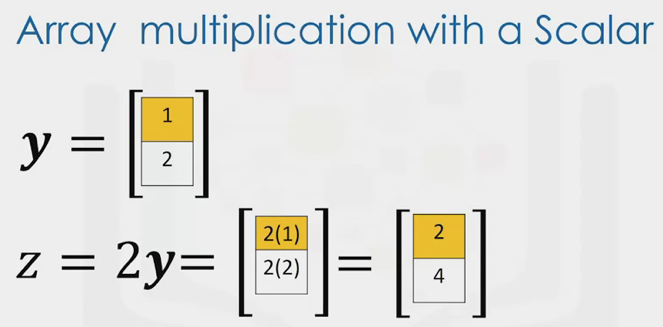 Array multiplication with a Scalar
y = [1
2]
z = 2y= [2(1)
2(2)] = [2
4]